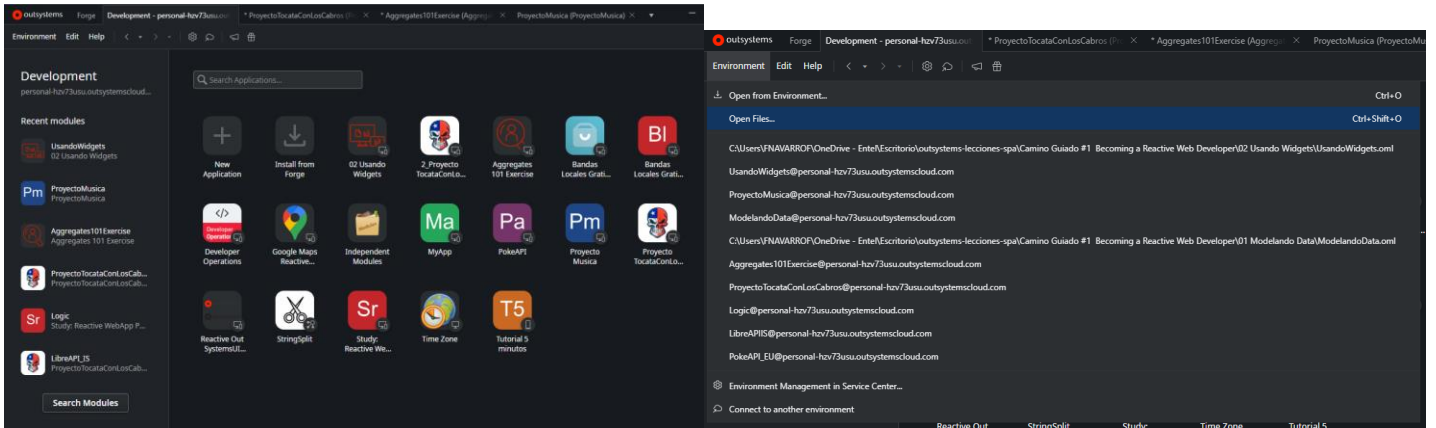 outsystems Forge Development - personal-hzv73usu.out * ProyectoTocataConLosCabros * Aggregates101Exercise (Aggreg ProyectoMusica (ProyectoMusica)
Environment Edit Help
Development
personal-hzv73usu.outsystemscloud...
Recent modules
UsandoWidgets
02 Usando Widgets
Pm
ProyectoMusica
ProyectoMusica
Aggregates101Exercise
Aggregates 101 Exercise
ProyectoTocataConLosCab...
ProyectoTocataConLosCab...
Sr
Logic
Study: Reactive WebApp P...
LibreAPI_IS
ProyectoTocataConLosCab...
Search Modules
Search Applications...
BI
New Application
Install from Forge
02 Usando Widgets
2_Proyecto TocataConLo...
Aggregates 101 Exercise
Bandas Locales Grati...
Bandas Locales Grati...
</> Ma Pa Pm
Developer Operations
Google Maps Reactive...
Independent Modules
MyApp
PokeAPI
Proyecto Musica
Proyecto TocataConLo...
Sr T5
Reactive Out SystemsUI...
StringSplit
Study: Reactive We...
Time Zone
Tutorial 5 minutos
outsystems Forge Development - personal-hzv73usu.out * ProyectoTocataConLosCabros * Aggregates101Exercise (Aggrega ProyectoMusica (ProyectoMu
Environment Edit Help
Open from Environment... Ctrl+O
Open Files... Ctrl+Shift+O
C:\Users\FNAVARROF\OneDrive - Entel\Escritorio\outsystems-lecciones-spa\Camino Guiado #1 Becoming a Reactive Web Developer\02 Usando Widgets\UsandoWidgets.oml
UsandoWidgets@personal-hzv73usu.outsystemscloud.com
ProyectoMusica@personal-hzv73usu.outsystemscloud.com
ModelandoData@personal-hzv73usu.outsystemscloud.com
C:\Users\FNAVARROF\OneDrive - Entel\Escritorio\outsystems-lecciones-spa\Camino Guiado #1 Becoming a Reactive Web Developer\01 Modelando Data\ModelandoData.oml
Aggregates101Exercise@personal-hzv73usu.outsystemscloud.com
ProyectoTocataConLosCabros@personal-hzv73usu.outsystemscloud.com
Logic@personal-hzv73usu.outsystemscloud.com
LibreAPIIS@personal-hzv73usu.outsystemscloud.com
PokeAPI_EU@personal-hzv73usu.outsystemscloud.com
Environment Management in Service Center...
Connect to another environment
Reactive Out StringSplit Study: Time Zone Tutorial 5